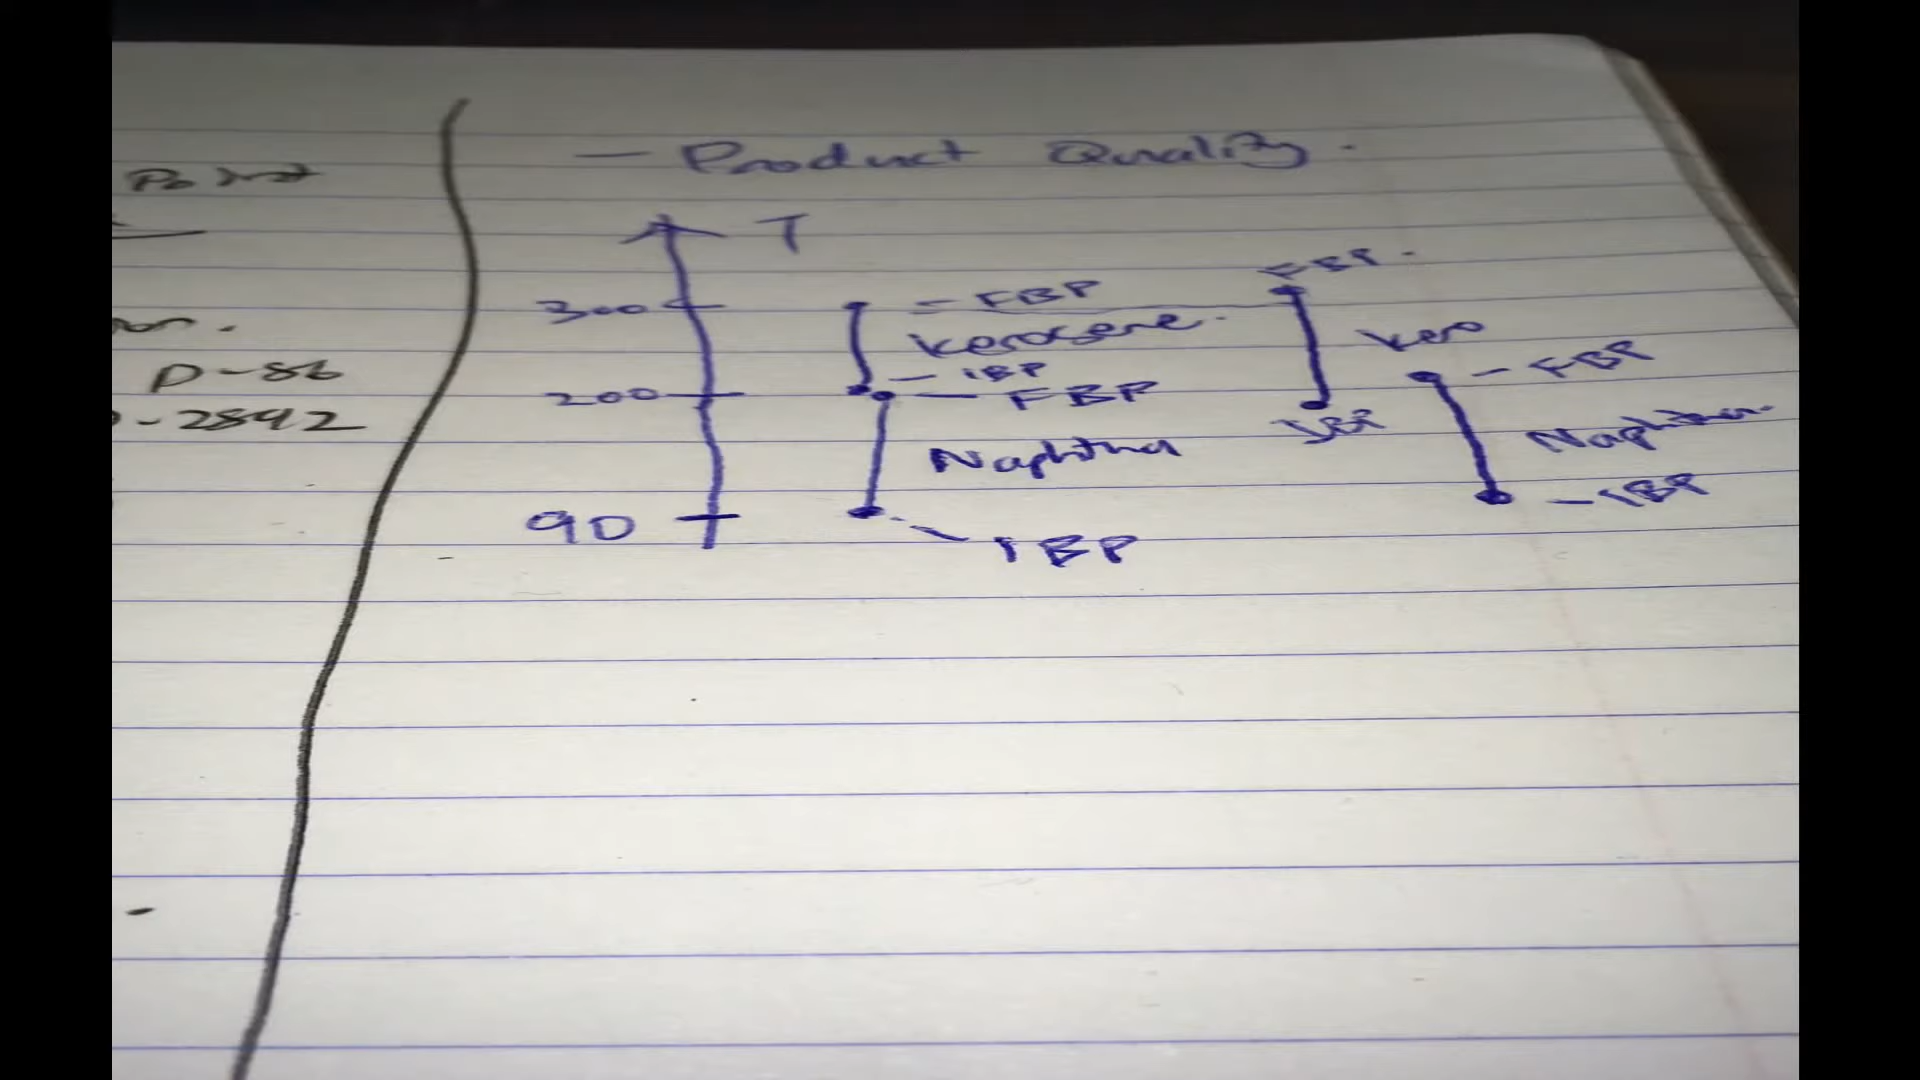 Point
P-86
-2892
- Product Quality.
T
300
200
90
- FBP
Kerosene.
- IBP
- FBP
Naphtha
- IBP
FBP.
Kero
IBP
- FBP
Naphtha
- IBP